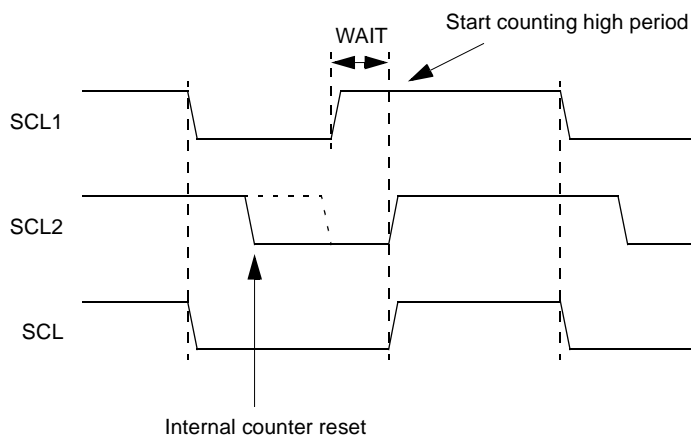 Start counting high period
WAIT
SCL1
SCL2
SCL
Internal counter reset